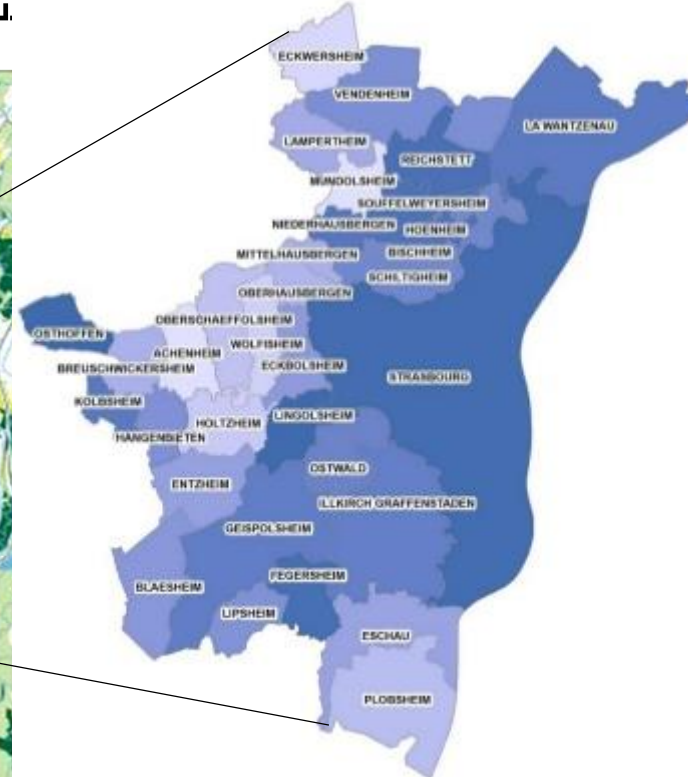 ECKWERSHEIM
VENDENHEIM
LA WANTZENAU
LAMPERTHEIM
REICHSTETT
MUNDOLSHEIM
SOUFFELWEYERSHEIM
NIEDERHAUSBERGEN
HOENHEIM
MITTELHAUSBERGEN
BISCHHEIM
SCHILTIGHEIM
OBERHAUSBERGEN
OBERSCHAEFFOLSHEIM
OSTHOFFEN
WOLFISHEIM
ACHENHEIM
BREUSCHWICKERSHEIM
ECKBOLSHEIM
STRASBOURG
KOLBSHEIM
LINGOLSHEIM
HOLTZHEIM
HANGENBIETEN
OSTWALD
ENTZHEIM
ILLKIRCH GRAFFENSTADEN
GEISPOLSHEIM
FEGERSHEIM
BLAESHEIM
LIPSHEIM
ESCHAU
PLOBSHEIM